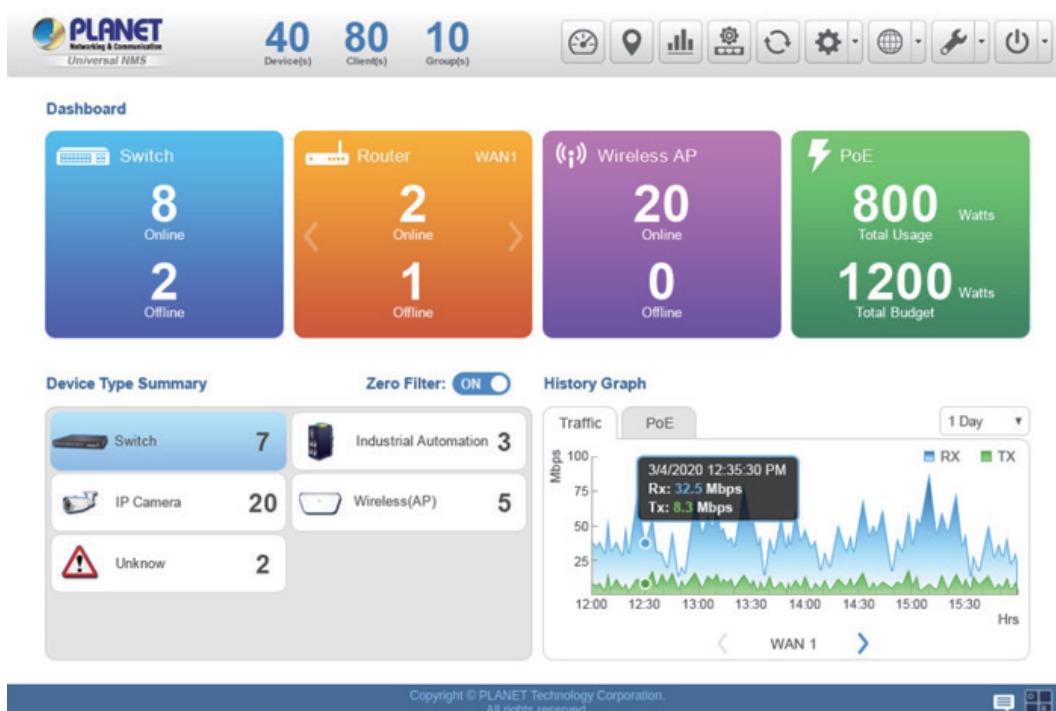 PLANET
Networking & Communication
Universal NMS
40
Device(s)
80
Client(s)
10
Group(s)
Dashboard
Switch
8
Online
2
Offline
Router WAN1
2
Online
1
Offline
Wireless AP
20
Online
0
Offline
PoE
800 Watts
Total Usage
1200 Watts
Total Budget
Device Type Summary
Zero Filter: ON
Switch 7
Industrial Automation 3
IP Camera 20
Wireless(AP) 5
Unknow 2
History Graph
Traffic
PoE
1 Day
Mbps
100
75
50
25
RX TX
3/4/2020 12:35:30 PM
Rx: 32.5 Mbps
Tx: 8.3 Mbps
12:00 12:30 13:00 13:30 14:00 14:30 15:00 15:30
Hrs
WAN 1
Copyright © PLANET Technology Corporation.
All rights reserved